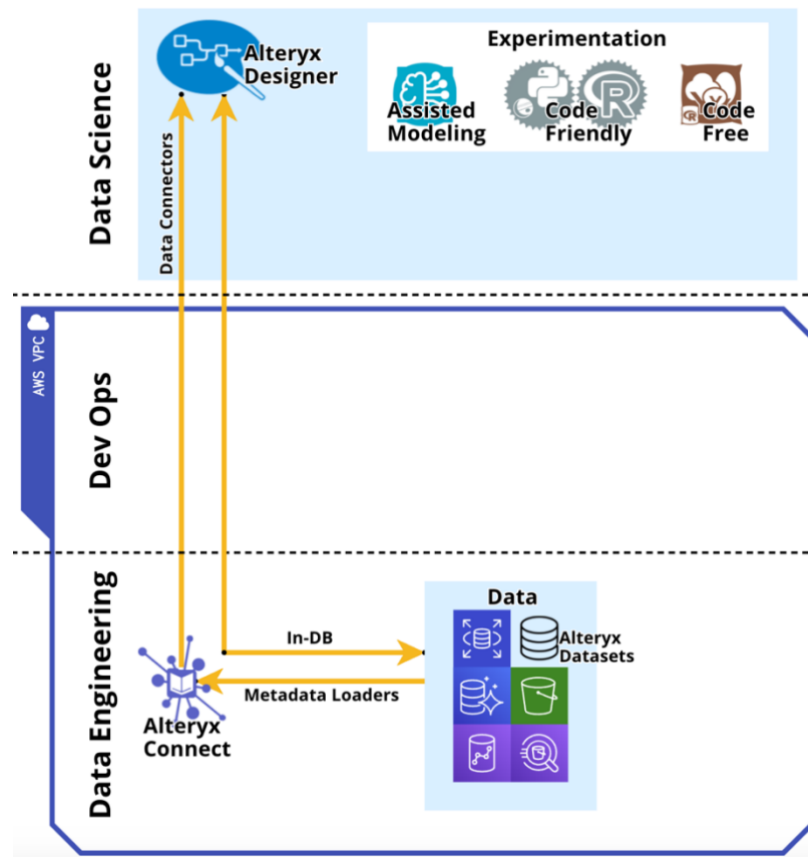 Data Science
Alteryx
Designer
Experimentation
Assisted
Modeling
Code
Friendly
R
Code
Free
R
Data Connectors
AWS VPC
Dev Ops
Data Engineering
In-DB
Metadata Loaders
Alteryx
Connect
Data
Alteryx
Datasets